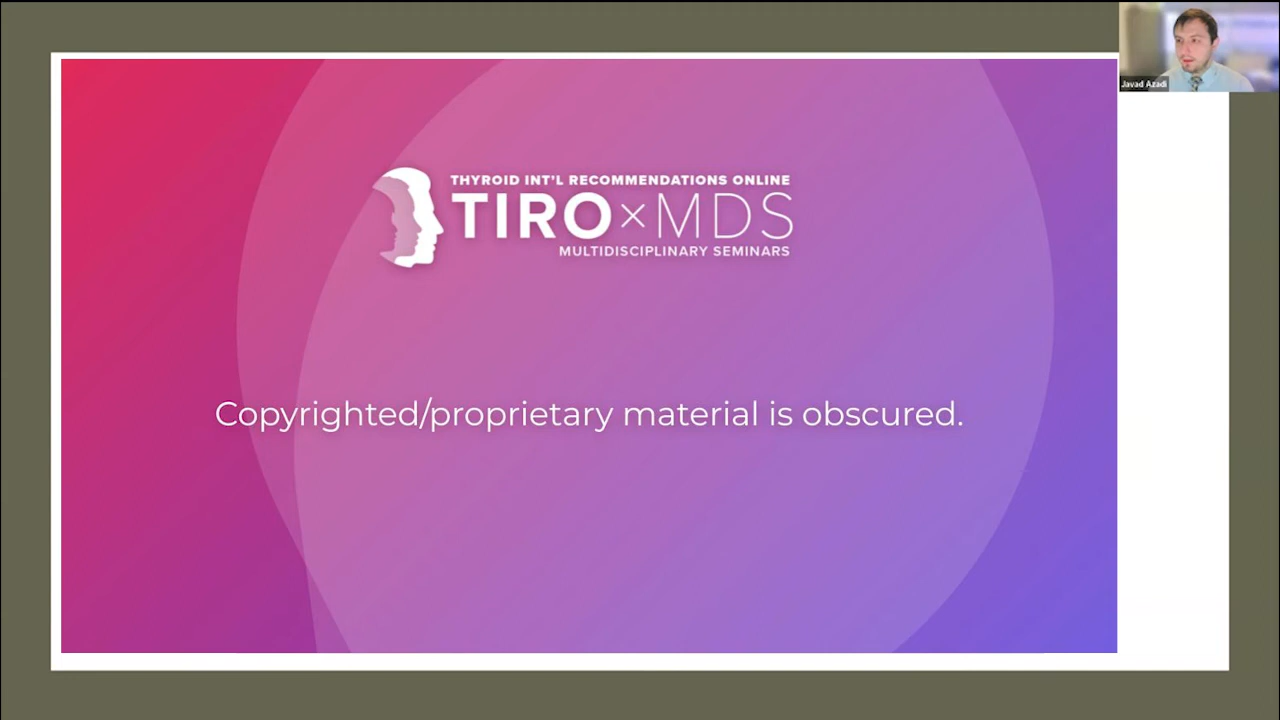 Javad Azadi
THYROID INT'L RECOMMENDATIONS ONLINE
TIRO×MDS
MULTIDISCIPLINARY SEMINARS
Copyrighted/proprietary material is obscured.